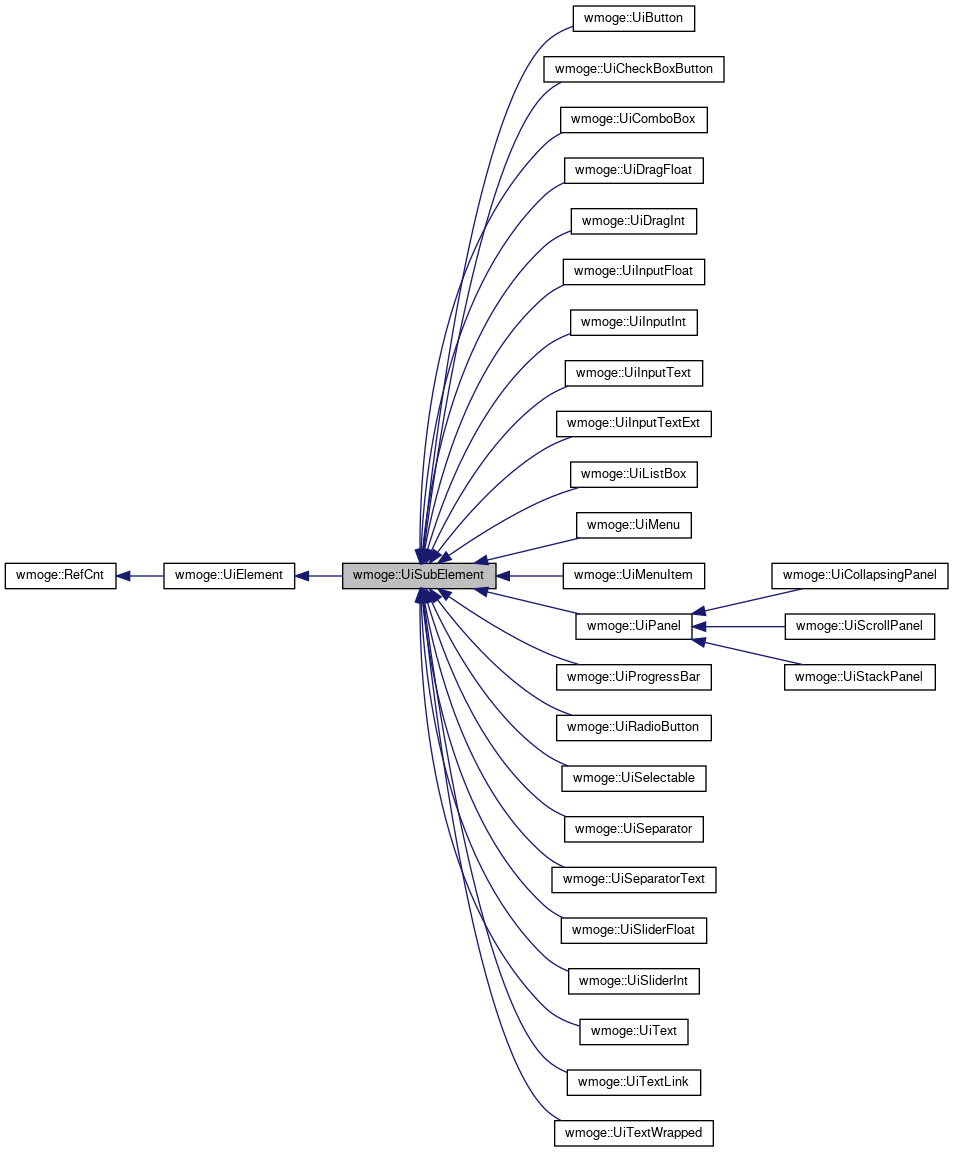 wmoge::UiButton
wmoge::UiCheckBoxButton
wmoge::UiComboBox
wmoge::UiDragFloat
wmoge::UiDragInt
wmoge::UiInputFloat
wmoge::UiInputInt
wmoge::UiInputText
wmoge::UiInputTextExt
wmoge::UiListBox
wmoge::UiMenu
wmoge::RefCnt
wmoge::UiElement
wmoge::UiSubElement
wmoge::UiMenuItem
wmoge::UiCollapsingPanel
wmoge::UiPanel
wmoge::UiScrollPanel
wmoge::UiProgressBar
wmoge::UiStackPanel
wmoge::UiRadioButton
wmoge::UiSelectable
wmoge::UiSeparator
wmoge::UiSeparatorText
wmoge::UiSliderFloat
wmoge::UiSliderInt
wmoge::UiText
wmoge::UiTextLink
wmoge::UiTextWrapped